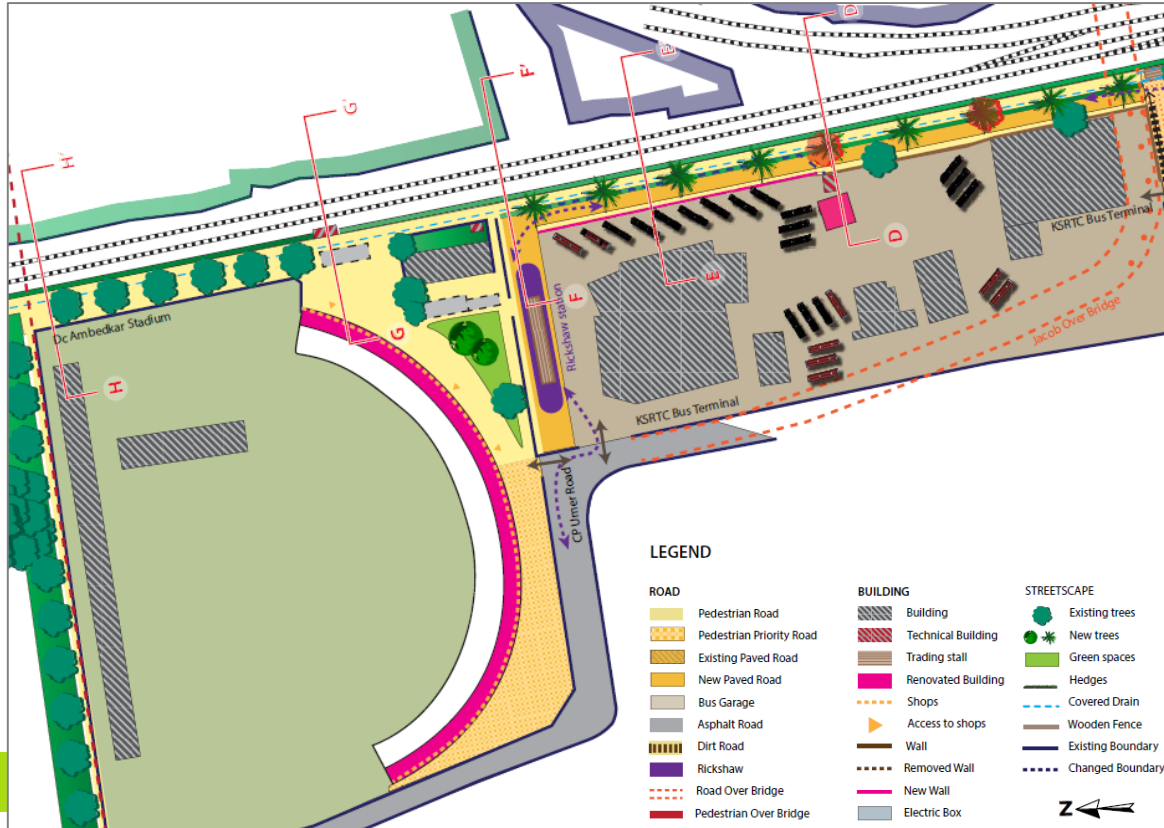 D'
E'
F'
G'
H'
D
E
F
G
H
KSRTC Bus Terminal
Dc Ambedkar Stadium
Rickshaw station
Jacob Over Bridge
KSRTC Bus Terminal
CP Umer Road
LEGEND
ROAD
Pedestrian Road
Pedestrian Priority Road
Existing Paved Road
New Paved Road
Bus Garage
Asphalt Road
Dirt Road
Rickshaw
Road Over Bridge
Pedestrian Over Bridge
BUILDING
Building
Technical Building
Trading stall
Renovated Building
Shops
Access to shops
Wall
Removed Wall
New Wall
Electric Box
STREETSCAPE
Existing trees
New trees
Green spaces
Hedges
Covered Drain
Wooden Fence
Existing Boundary
Changed Boundary
Z